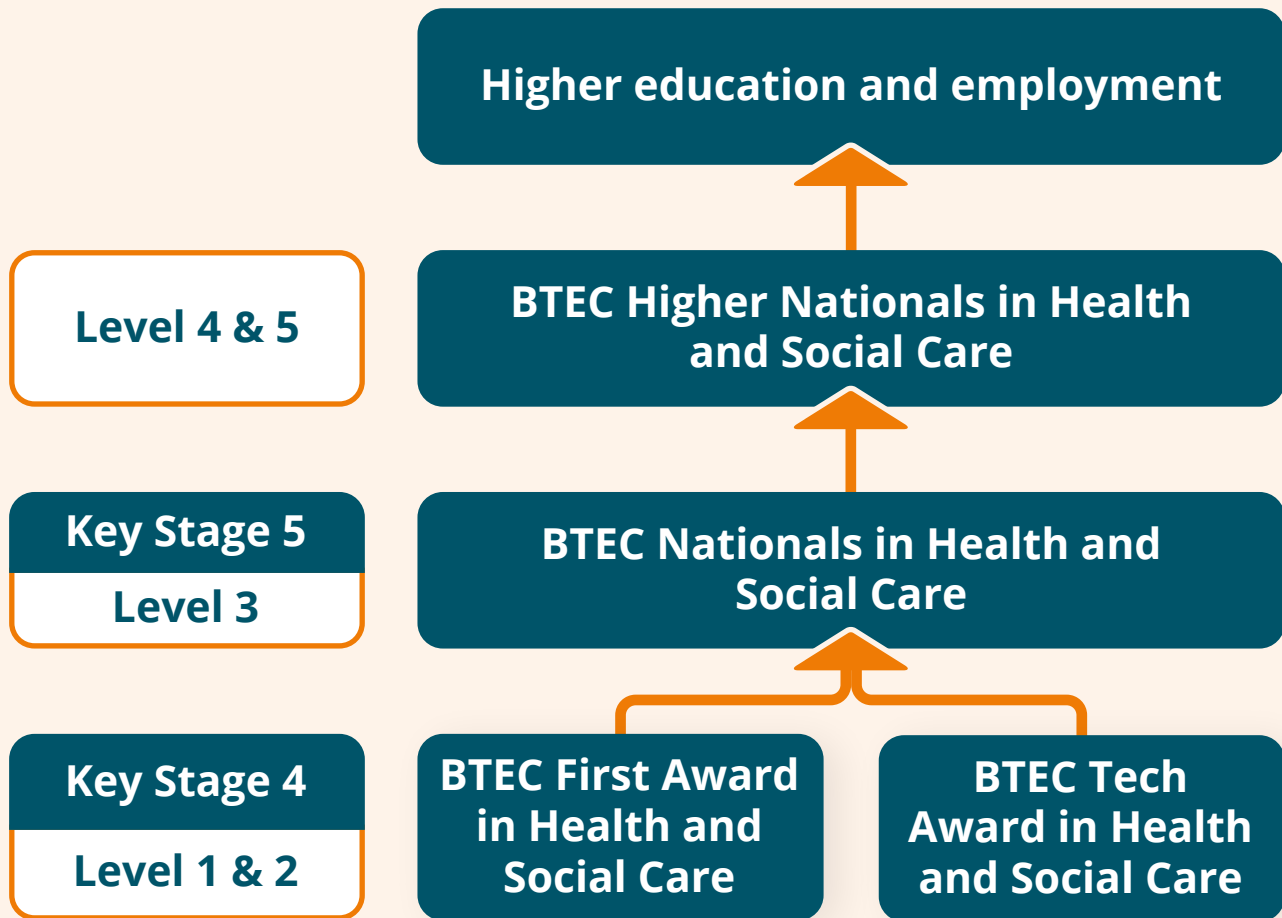 Higher education and employment
Level 4 & 5
BTEC Higher Nationals in Health
and Social Care
Key Stage 5
Level 3
BTEC Nationals in Health and
Social Care
Key Stage 4
Level 1 & 2
BTEC First Award
in Health and
Social Care
BTEC Tech
Award in Health
and Social Care